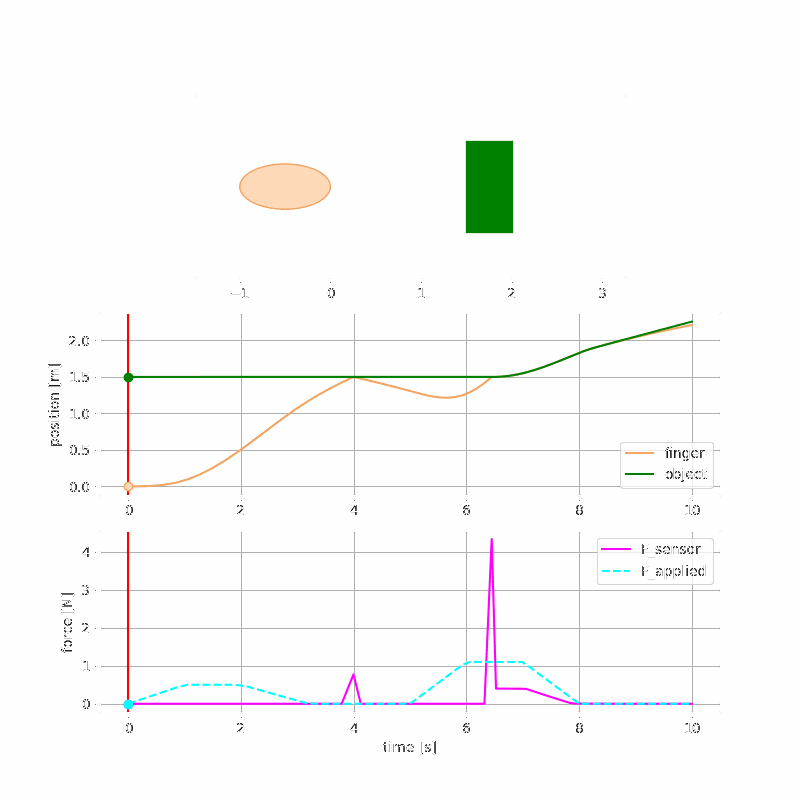 −1 0 1 2 3
2.0
1.5
1.0
0.5
0.0
position [m]
finger
object
0 2 4 6 8 10
4
3
2
1
0
force [N]
F_sensor
F_applied
0 2 4 6 8 10
time [s]